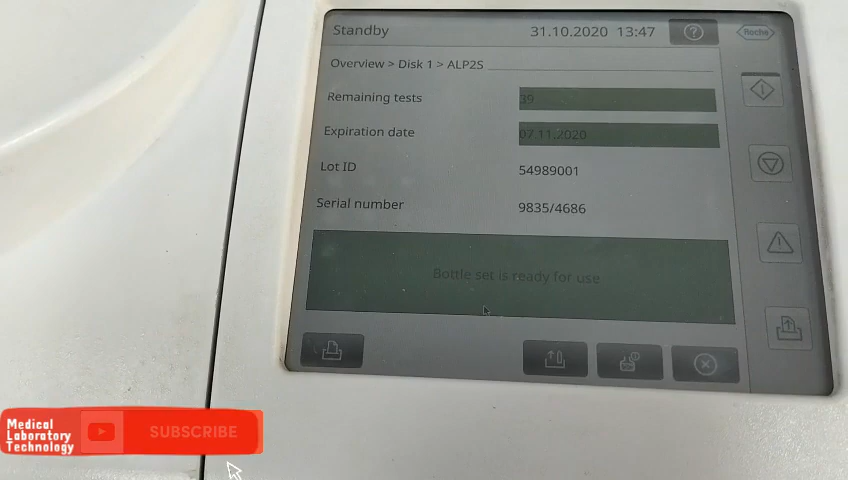 Standby 31.10.2020 13:47 Roche
Overview > Disk 1 > ALP2S
Remaining tests 39
Expiration date 07.11.2020
Lot ID 54989001
Serial number 9835/4686
Bottle set is ready for use
Medical
Laboratory
Technology
SUBSCRIBE